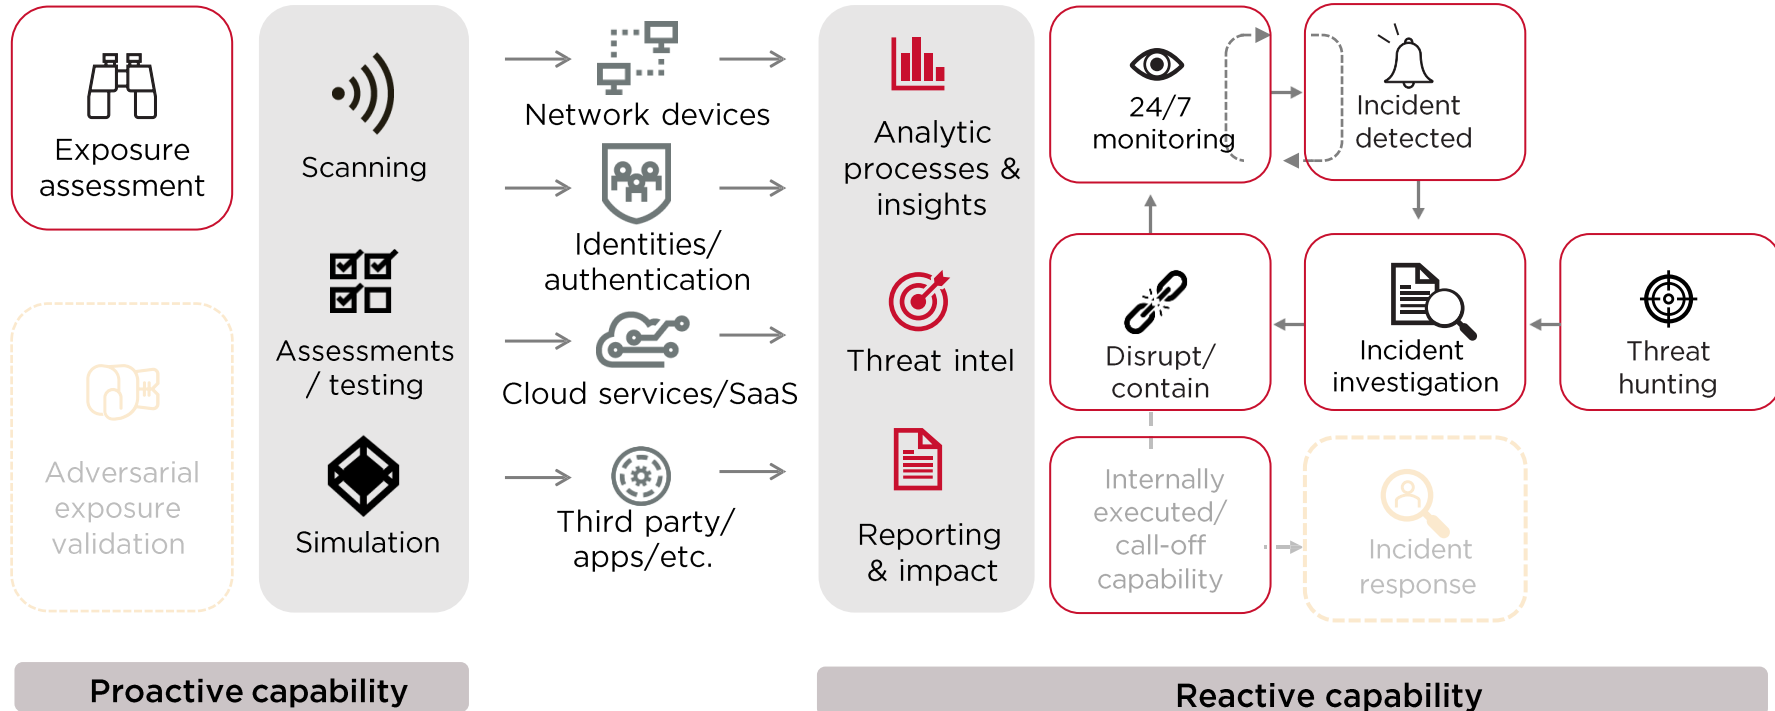 Exposure
assessment
Adversarial
exposure
validation
Scanning
Assessments
/ testing
Simulation
Network devices
Identities/
authentication
Cloud services/SaaS
Third party/
apps/etc.
Analytic
processes &
insights
Threat intel
Reporting
& impact
24/7
monitoring
Incident
detected
Disrupt/
contain
Incident
investigation
Threat
hunting
Internally
executed/
call-off
capability
Incident
response
Proactive capability
Reactive capability